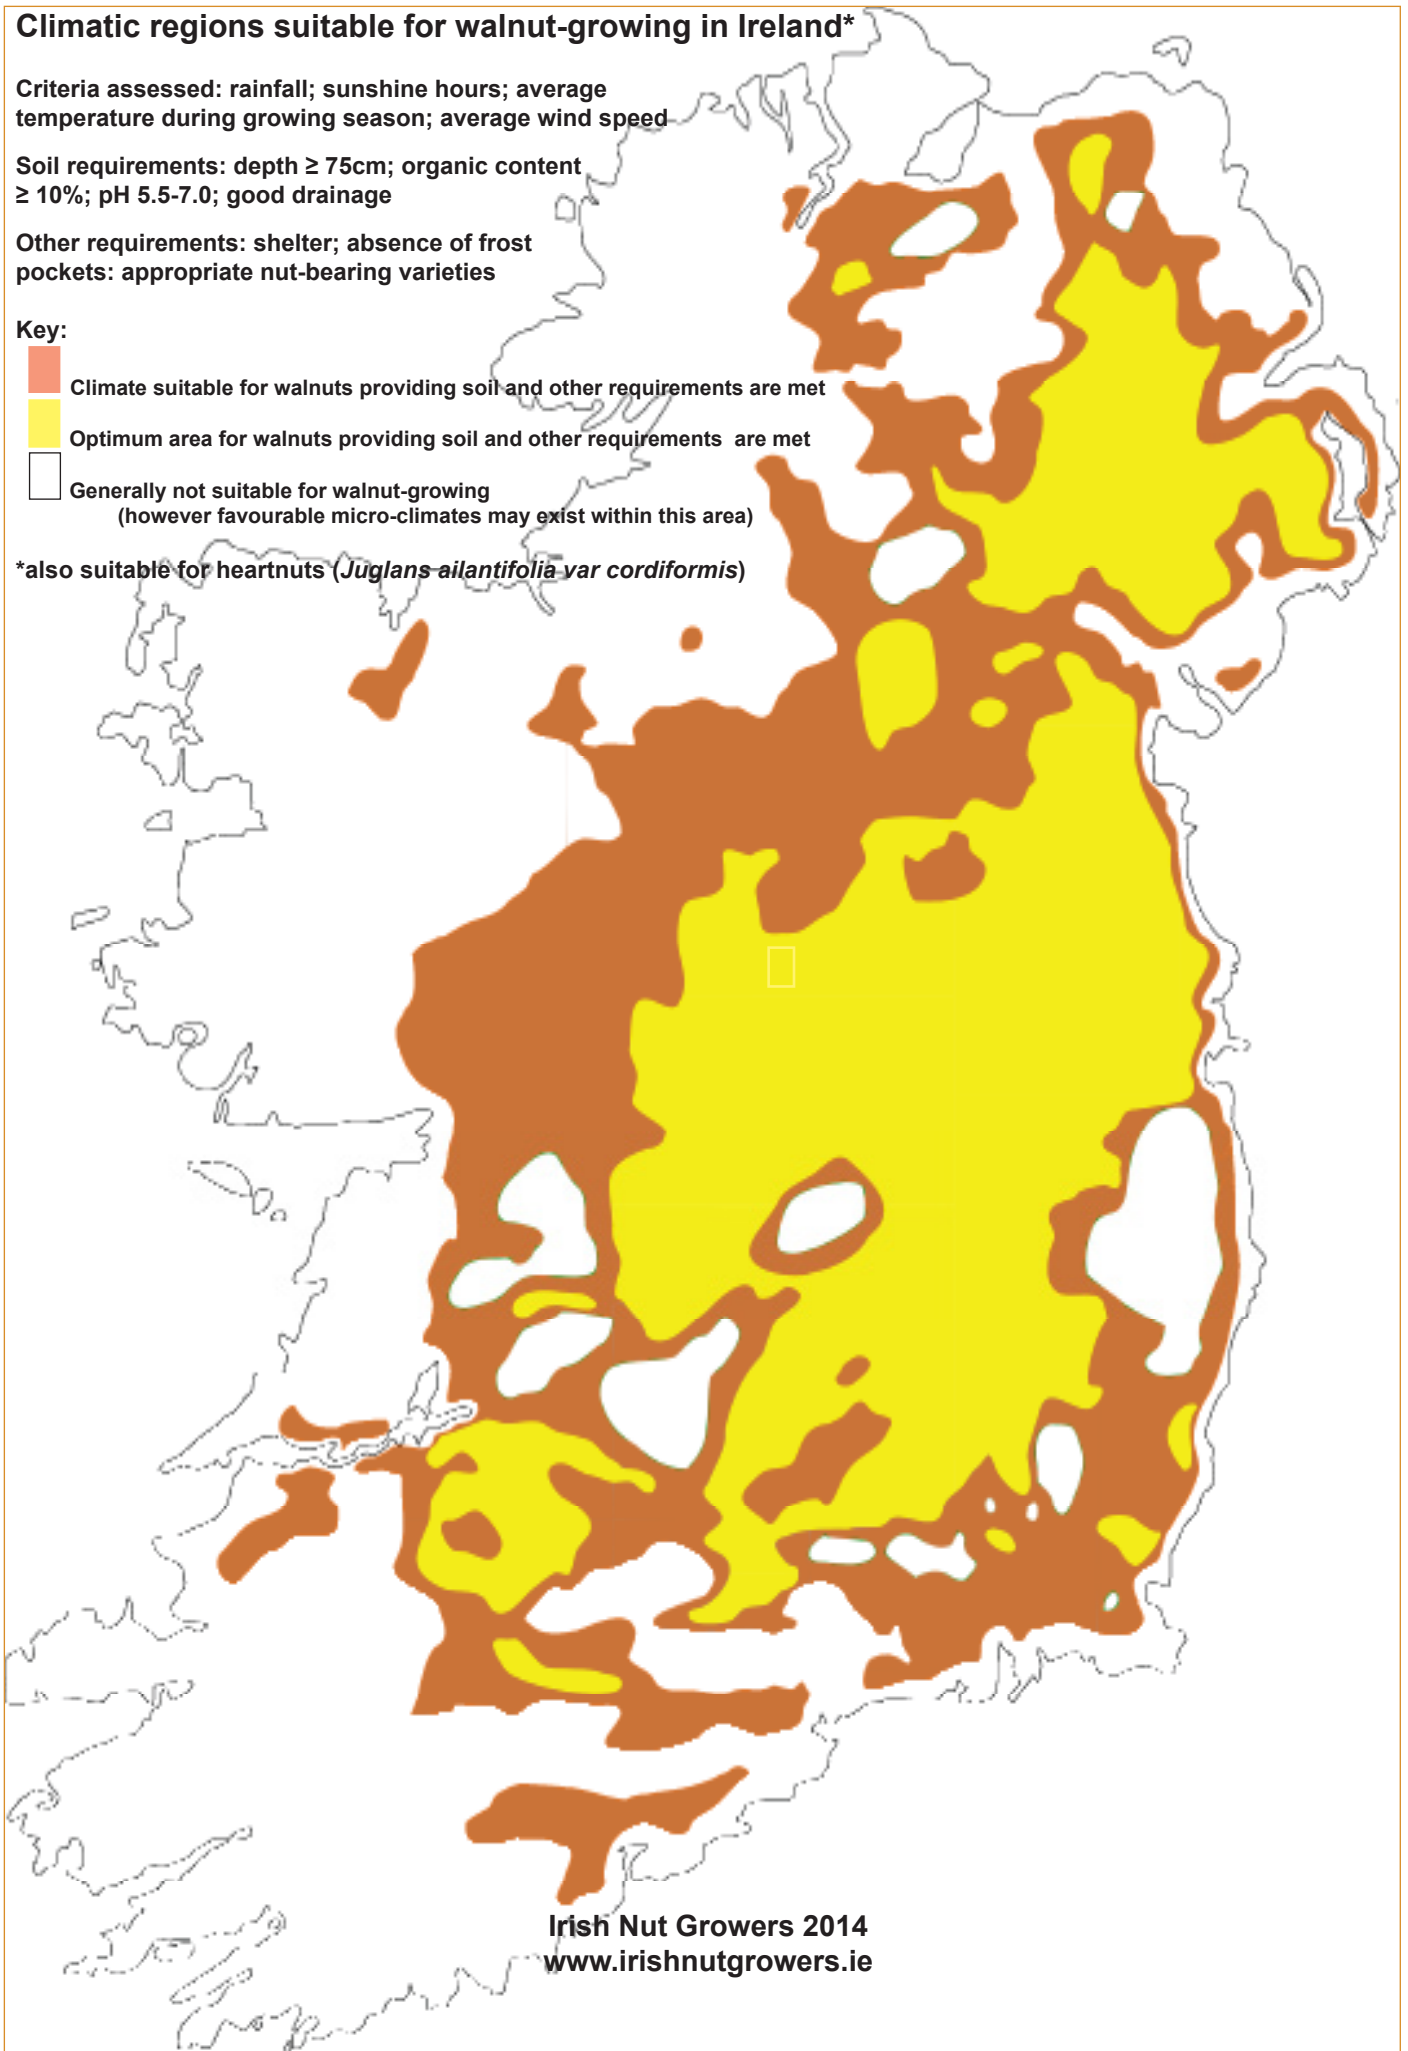 Climatic regions suitable for walnut-growing in Ireland*
Criteria assessed: rainfall; sunshine hours; average
temperature during growing season; average wind speed
Soil requirements: depth ≥ 75cm; organic content
≥ 10%; pH 5.5-7.0; good drainage
Other requirements: shelter; absence of frost
pockets: appropriate nut-bearing varieties
Key:
Climate suitable for walnuts providing soil and other requirements are met
Optimum area for walnuts providing soil and other requirements are met
Generally not suitable for walnut-growing
(however favourable micro-climates may exist within this area)
*also suitable for heartnuts (Juglans ailantifolia var cordiformis)
Irish Nut Growers 2014
www.irishnutgrowers.ie